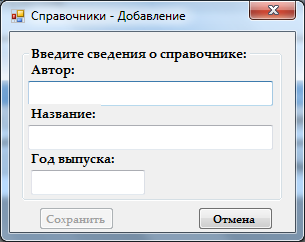 Справочники - Добавление
Введите сведения о справочнике:
Автор:
Название:
Год выпуска:
Сохранить
Отмена